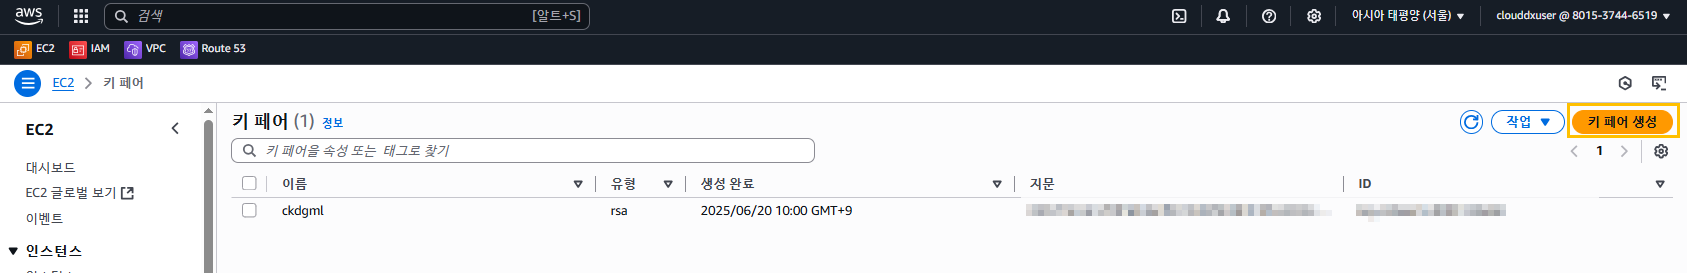 aws 검색 [알트+S] 아시아 태평양 (서울) ▼ clouddxuser @ 8015-3744-6519 ▼
EC2 IAM VPC Route 53
EC2 > 키 페어
EC2
대시보드
EC2 글로벌 보기
이벤트
▼ 인스턴스
키 페어 (1) 정보
작업 ▼ 키 페어 생성
키 페어을 속성 또는 태그로 찾기
< 1 >
이름 유형 생성 완료 지문 ID
ckdgml rsa 2025/06/20 10:00 GMT+9